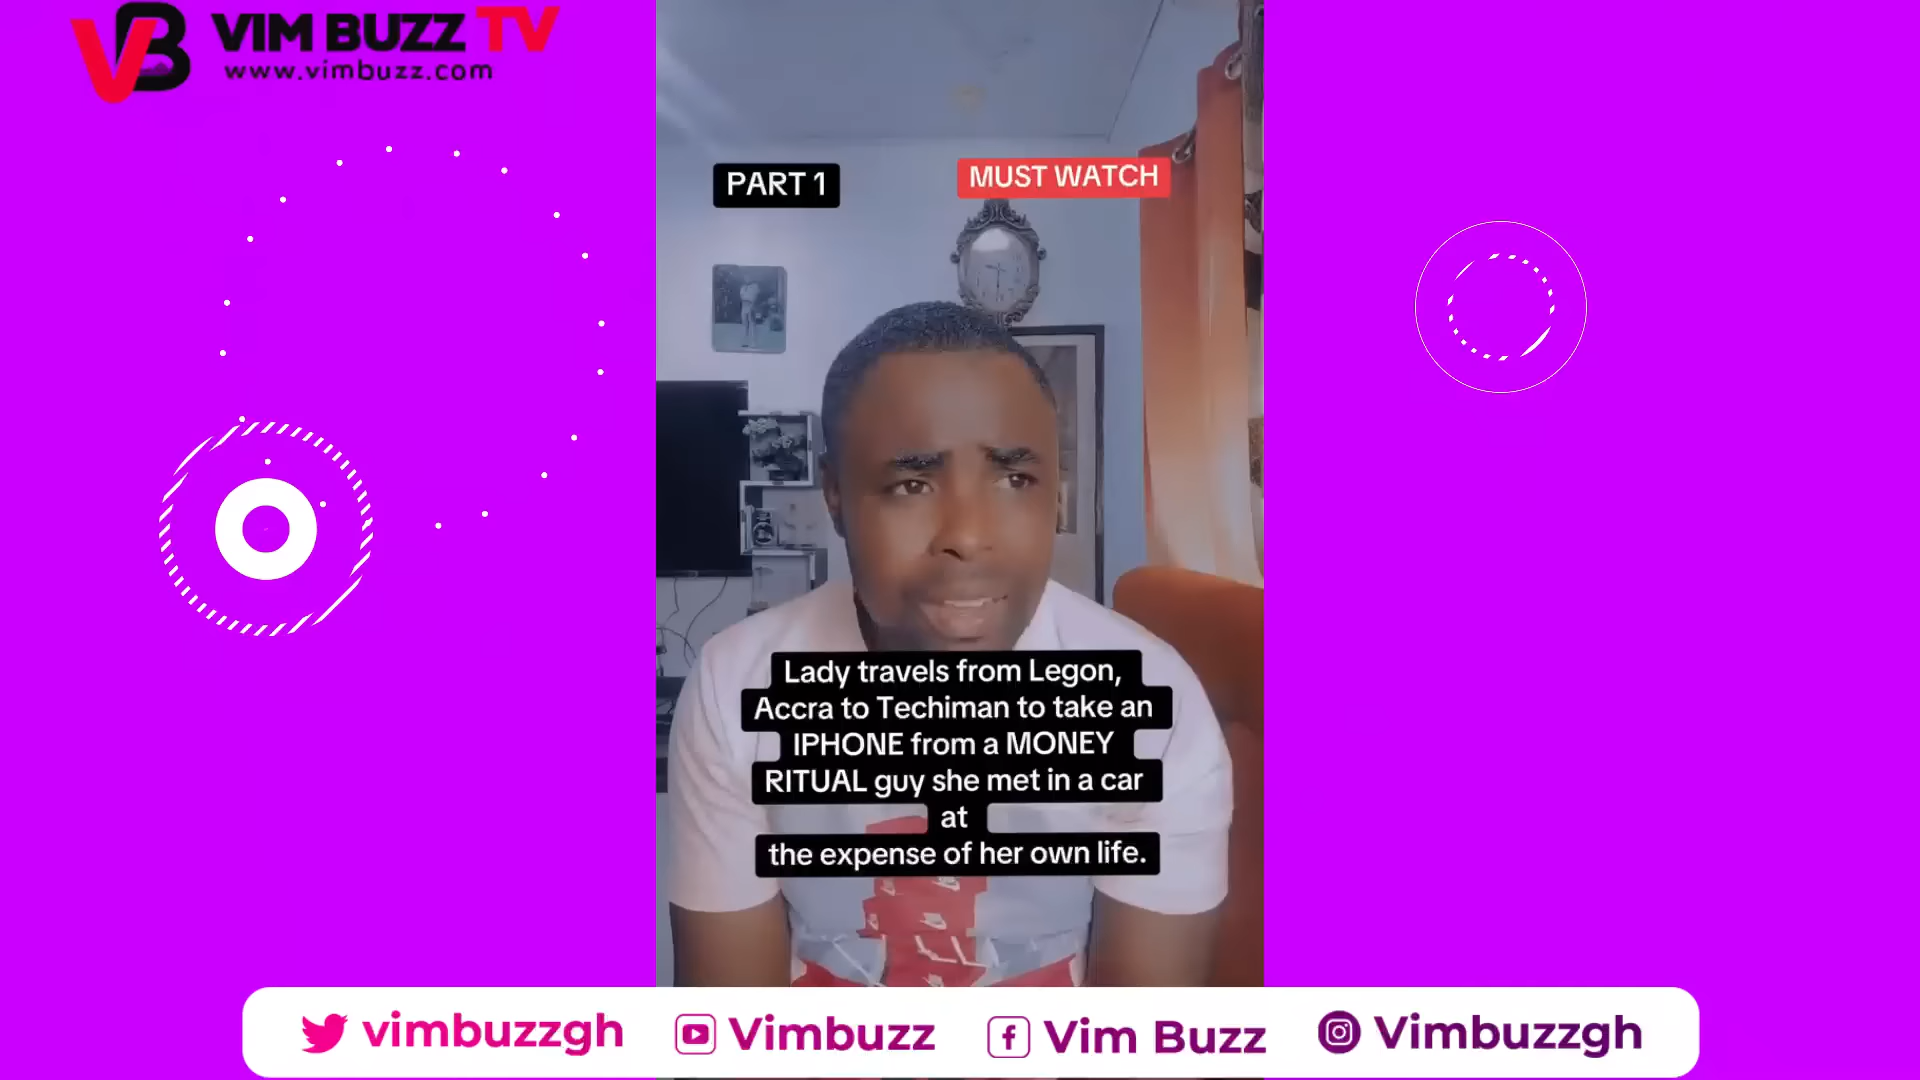 VB VIM BUZZ TV
www.vimbuzz.com
PART 1
MUST WATCH
Lady travels from Legon,
Accra to Techiman to take an
IPHONE from a MONEY
RITUAL guy she met in a car
at
the expense of her own life.
vimbuzzgh
Vimbuzz
Vim Buzz
Vimbuzzgh